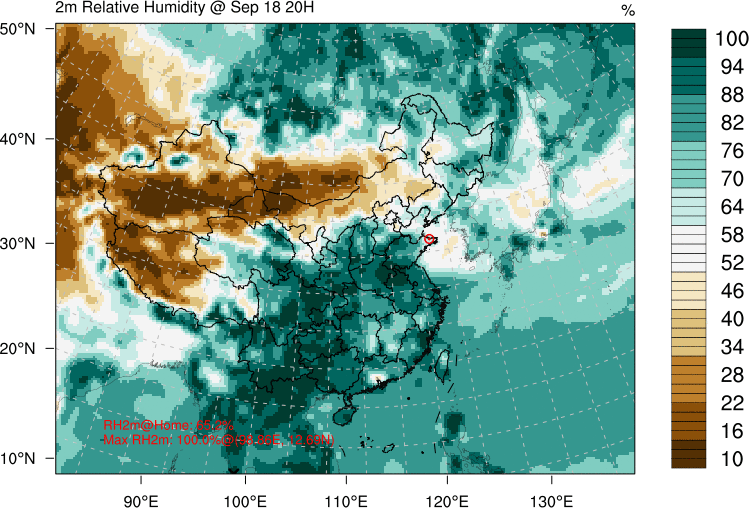 2m Relative Humidity @ Sep 18 20H
%
50°N
40°N
30°N
20°N
10°N
90°E
100°E
110°E
120°E
130°E
100
94
88
82
76
70
64
58
52
46
40
34
28
22
16
10
RH2m@Home:
Max RH2m: 100.0%@